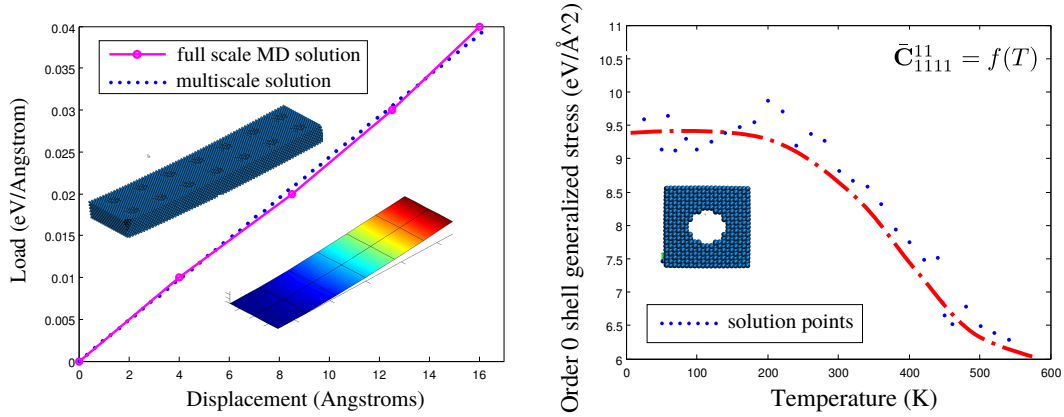 0.04
0.035
0.03
0.025
0.02
0.015
0.01
0.005
0
Load (eV/Angstrom)
full scale MD solution
multiscale solution
0 2 4 6 8 10 12 14 16
Displacement (Angstroms)
11
10.5
10
9.5
9
8.5
8
7.5
7
6.5
6
Order 0 shell generalized stress (eV/Å^2)
C̄¹¹₁₁₁₁ = f(T)
solution points
0 100 200 300 400 500 600
Temperature (K)